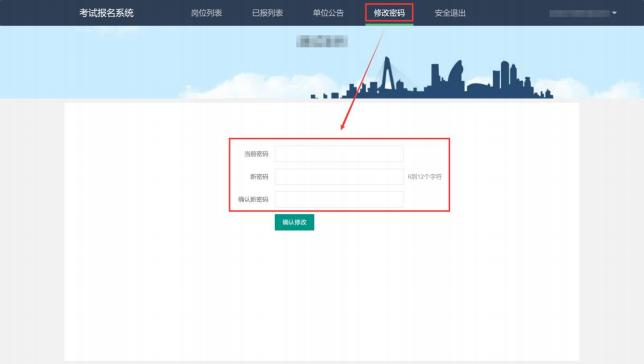 考试报名系统 岗位列表 已报列表 单位公告 修改密码 安全退出
当前密码
新密码 6到12个字符
确认新密码
确认修改